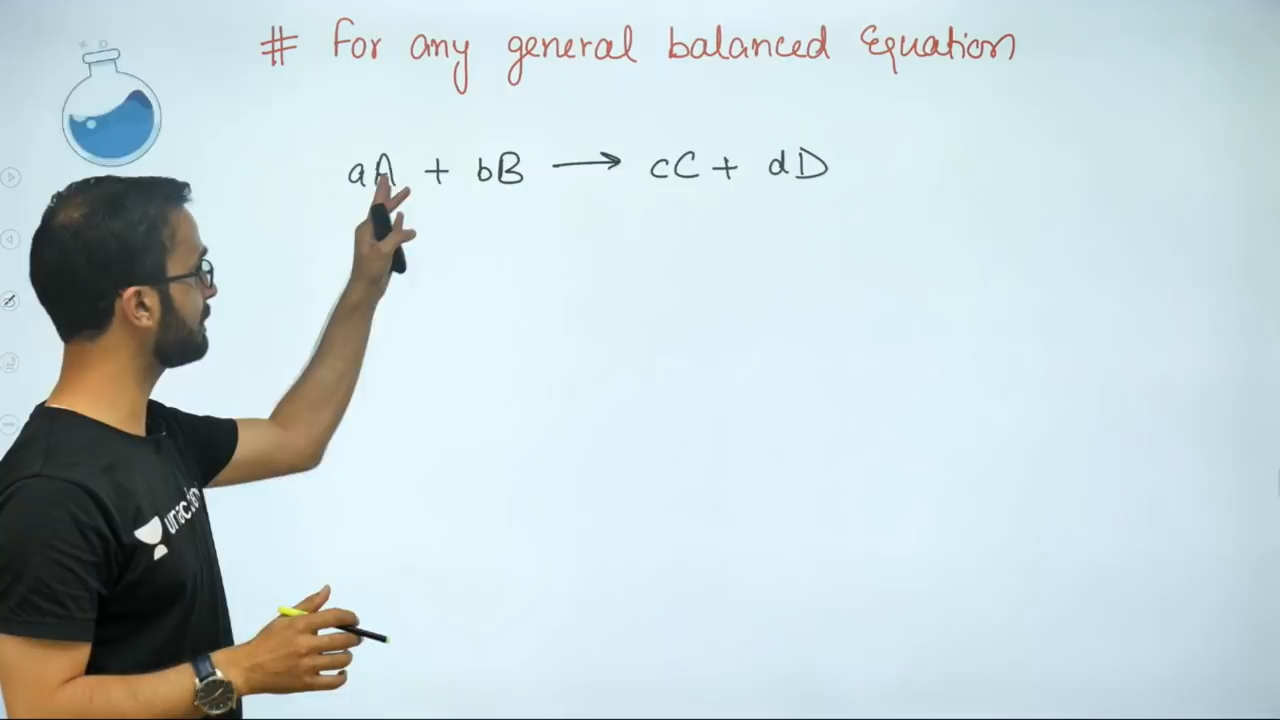 # For any general balanced Equation
aA + bB ⟶ cC + dD